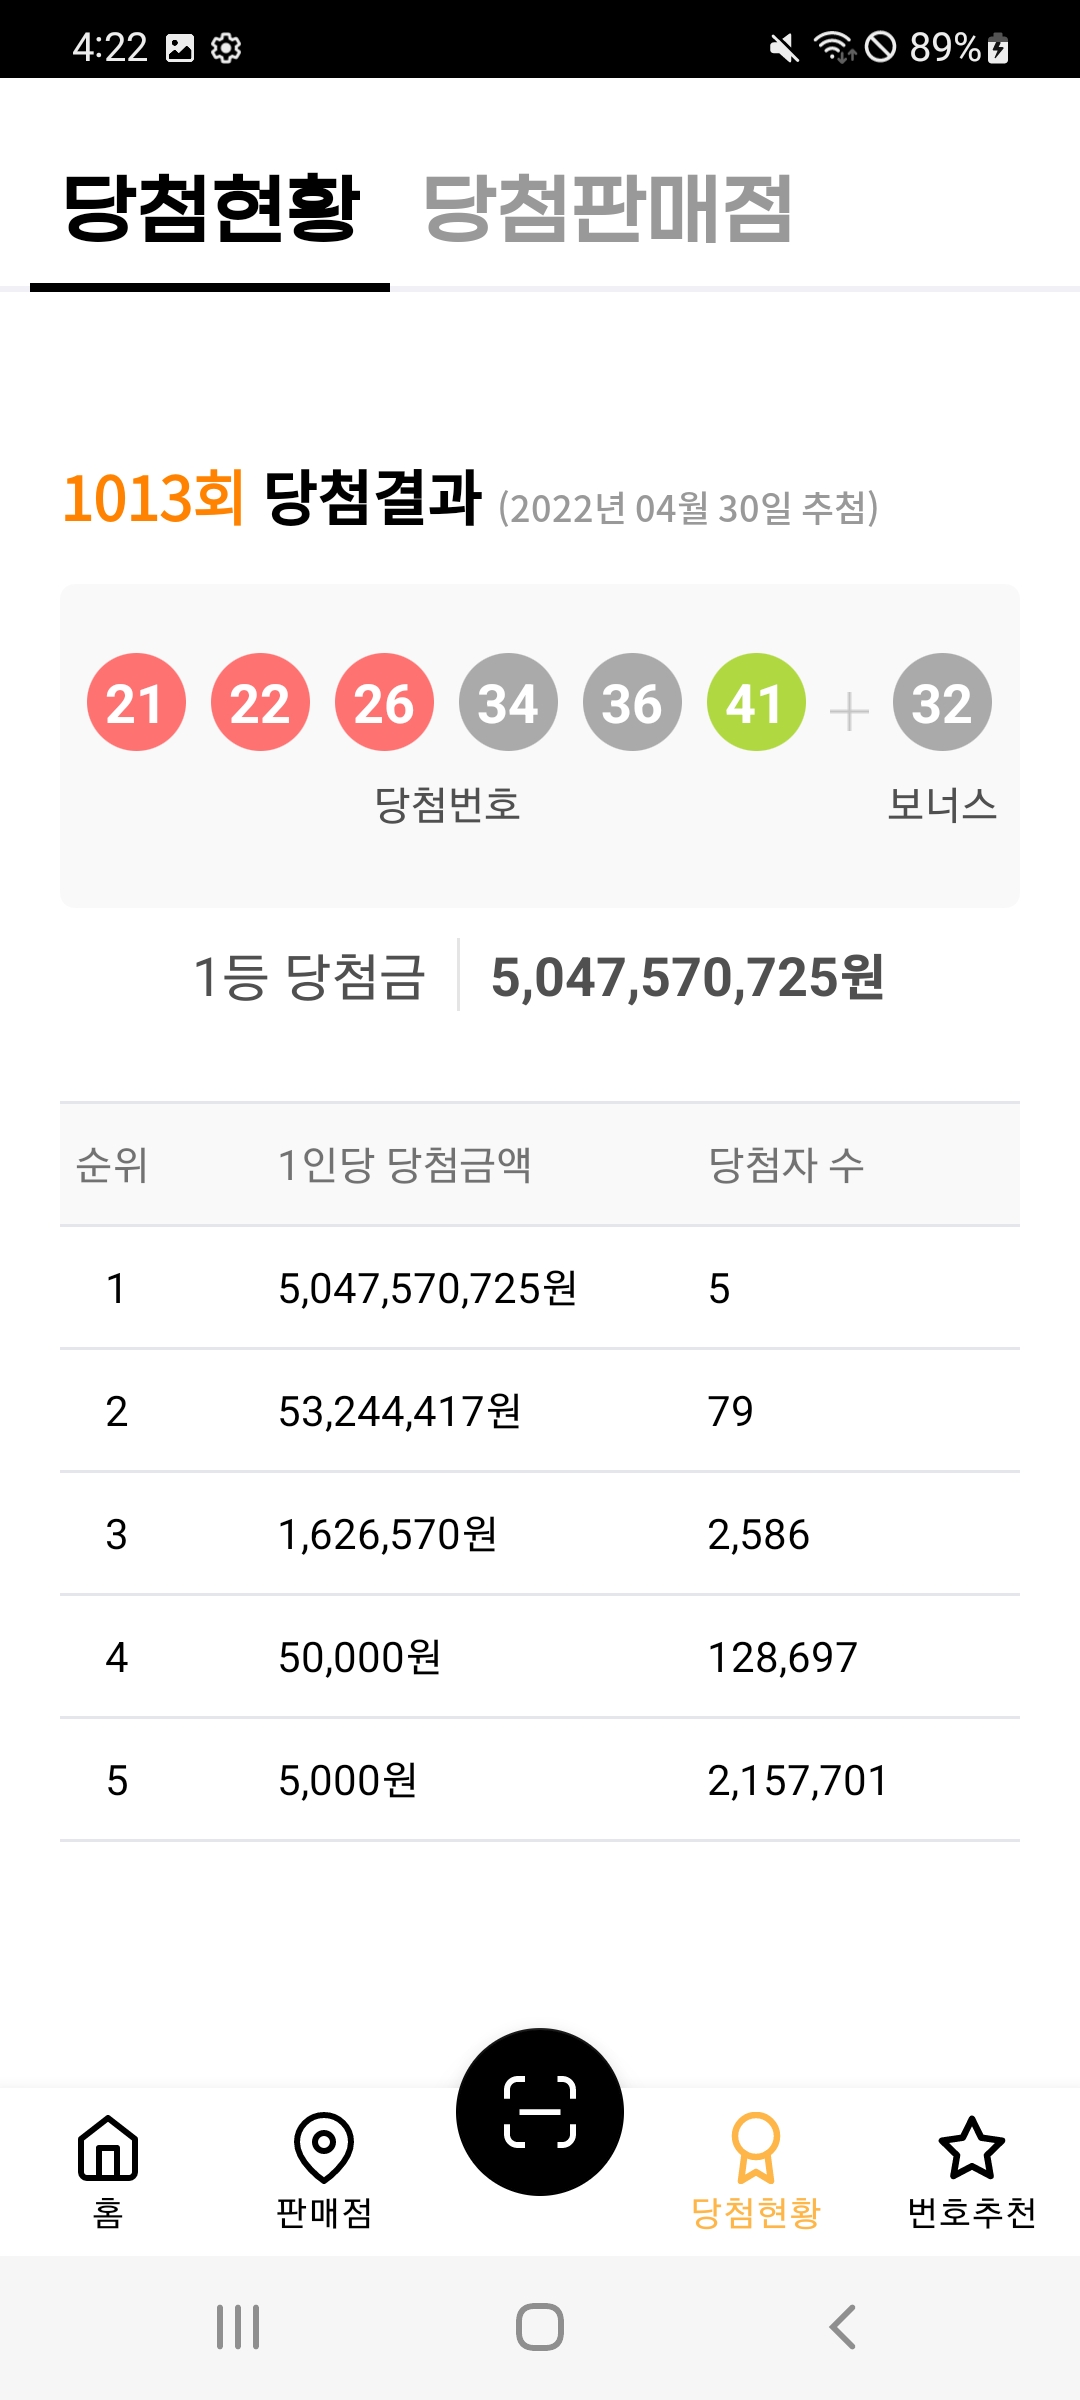 4:22 89%
당첨현황 당첨판매점
1013회 당첨결과 (2022년 04월 30일 추첨)
21 22 26 34 36 41 + 32
당첨번호 보너스
1등 당첨금 5,047,570,725원
순위 1인당 당첨금액 당첨자 수
1 5,047,570,725원 5
2 53,244,417원 79
3 1,626,570원 2,586
4 50,000원 128,697
5 5,000원 2,157,701
홈 판매점 당첨현황 번호추천